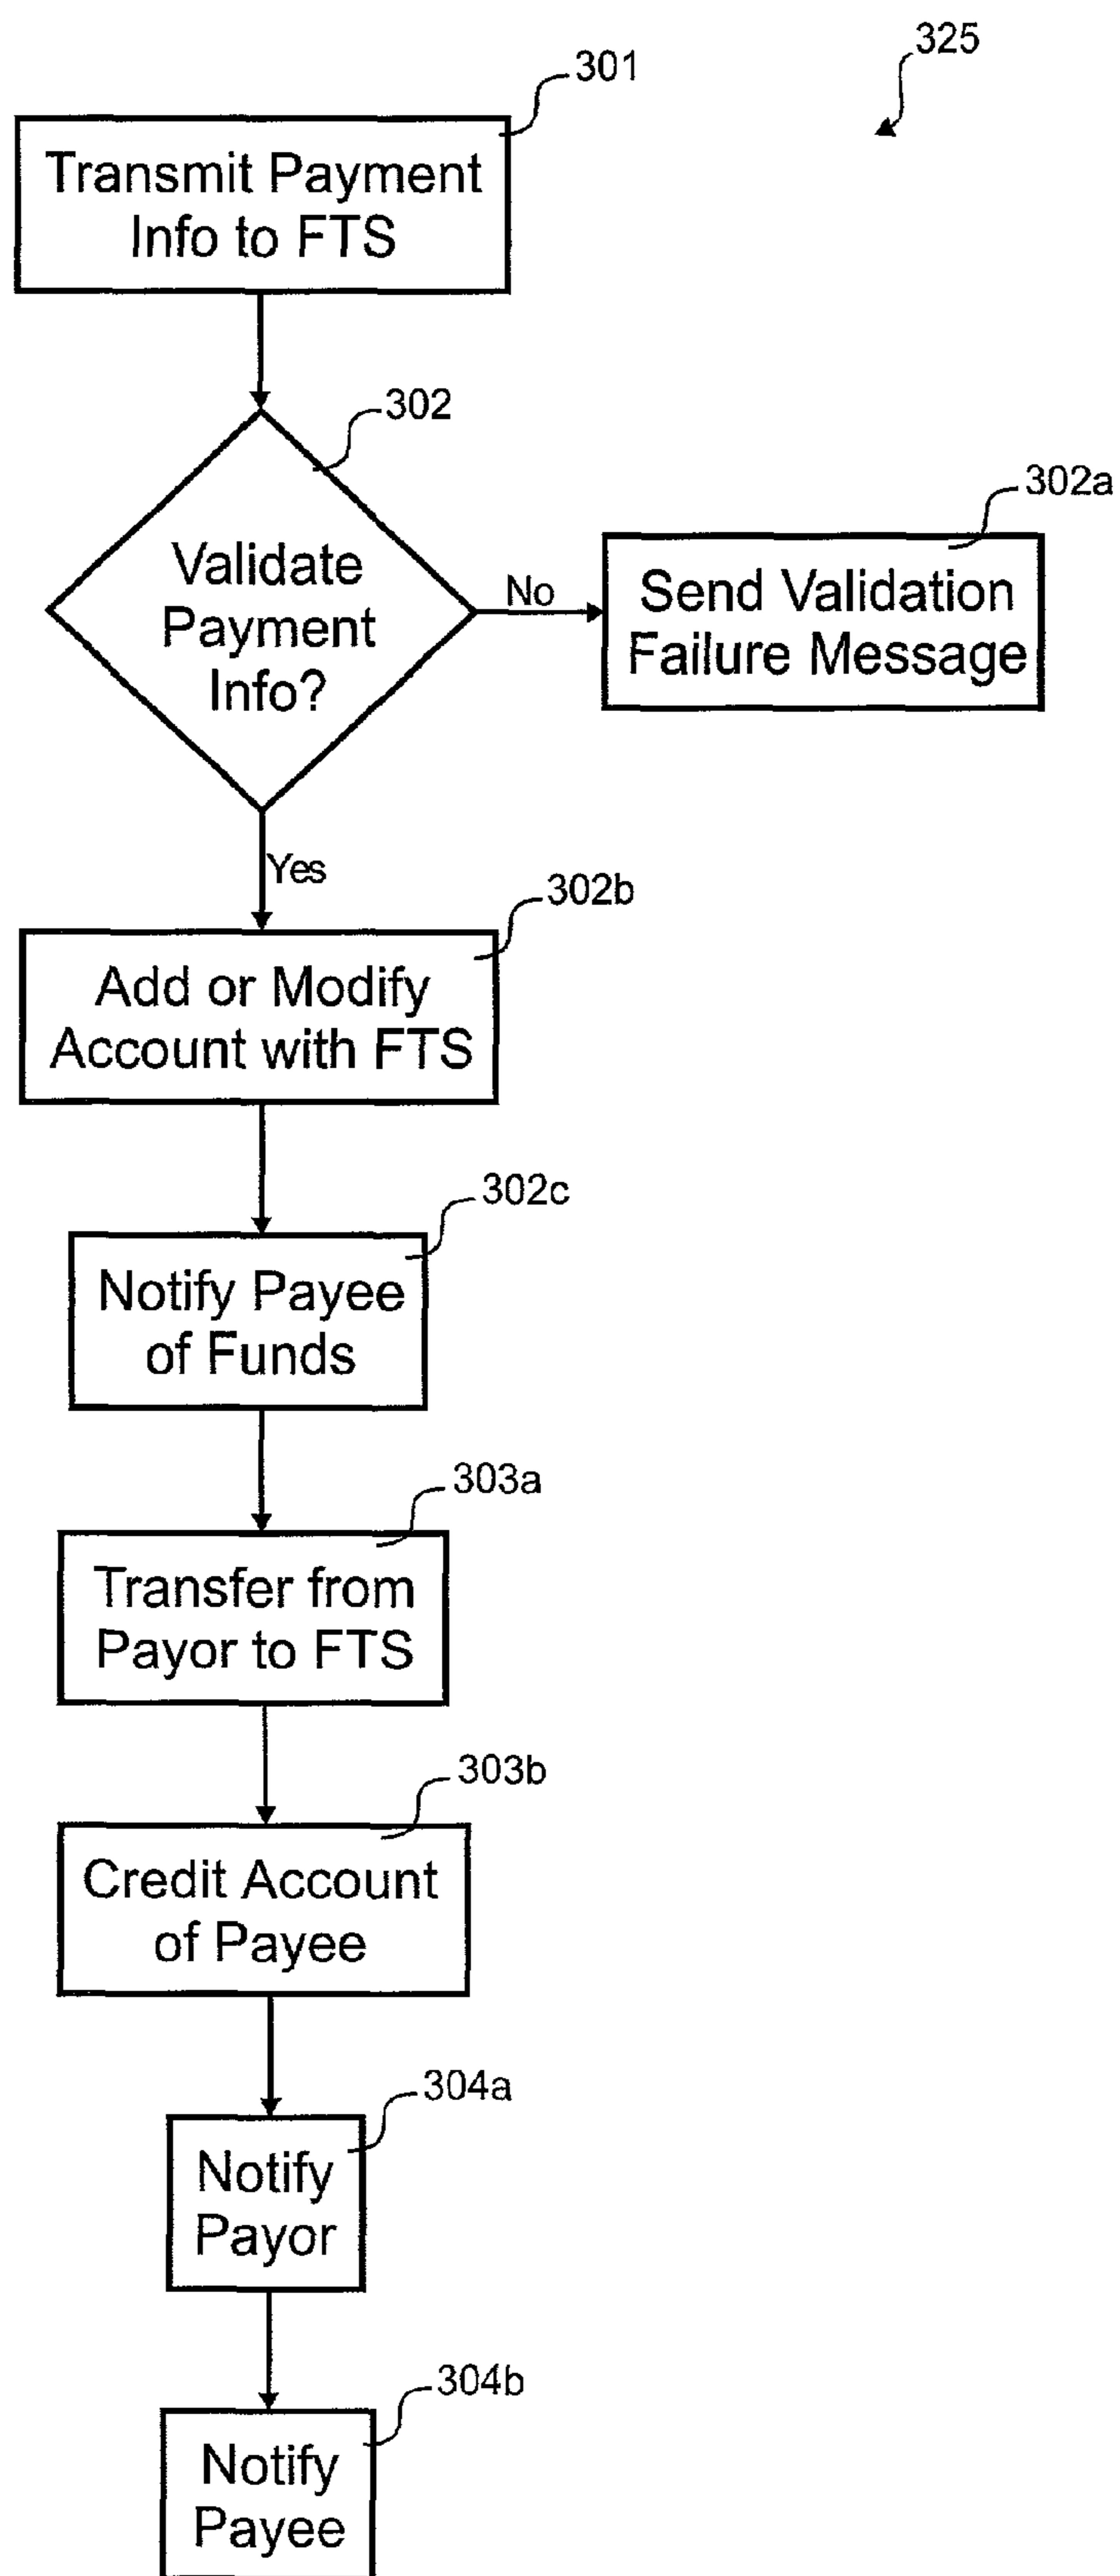 325
301
Transmit Payment
Info to FTS
302
Validate
Payment
Info?
No
302a
Send Validation
Failure Message
Yes
302b
Add or Modify
Account with FTS
302c
Notify Payee
of Funds
303a
Transfer from
Payor to FTS
303b
Credit Account
of Payee
304a
Notify
Payor
304b
Notify
Payee